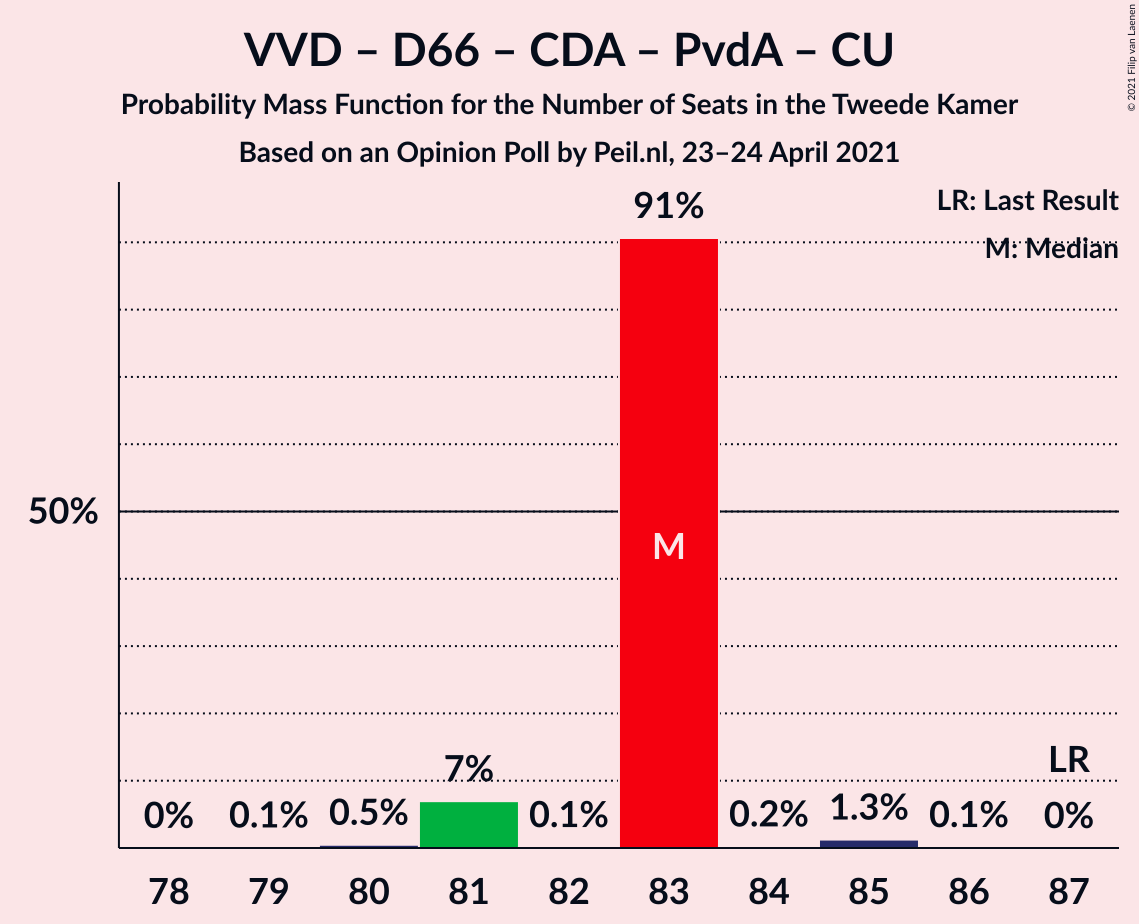 VVD – D66 – CDA – PvdA – CU
Probability Mass Function for the Number of Seats in the Tweede Kamer
Based on an Opinion Poll by Peil.nl, 23–24 April 2021
© 2021 Filip van Laenen
LR: Last Result
M: Median
91%
50%
M
7%
LR
0% 0.1% 0.5% 0.1% 0.2% 1.3% 0.1% 0%
78 79 80 81 82 83 84 85 86 87